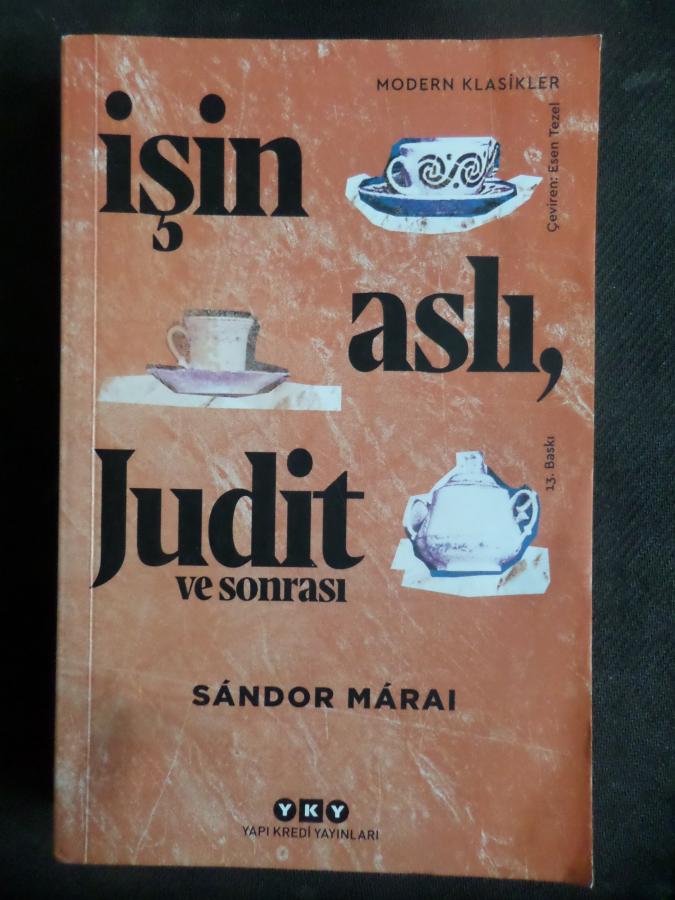 MODERN KLASİKLER
işin
Çeviren: Esen Tezel
aslı,
13. Baskı
Judit
ve sonrası
SÁNDOR MÁRAI
YKY
YAPI KREDİ YAYINLARI